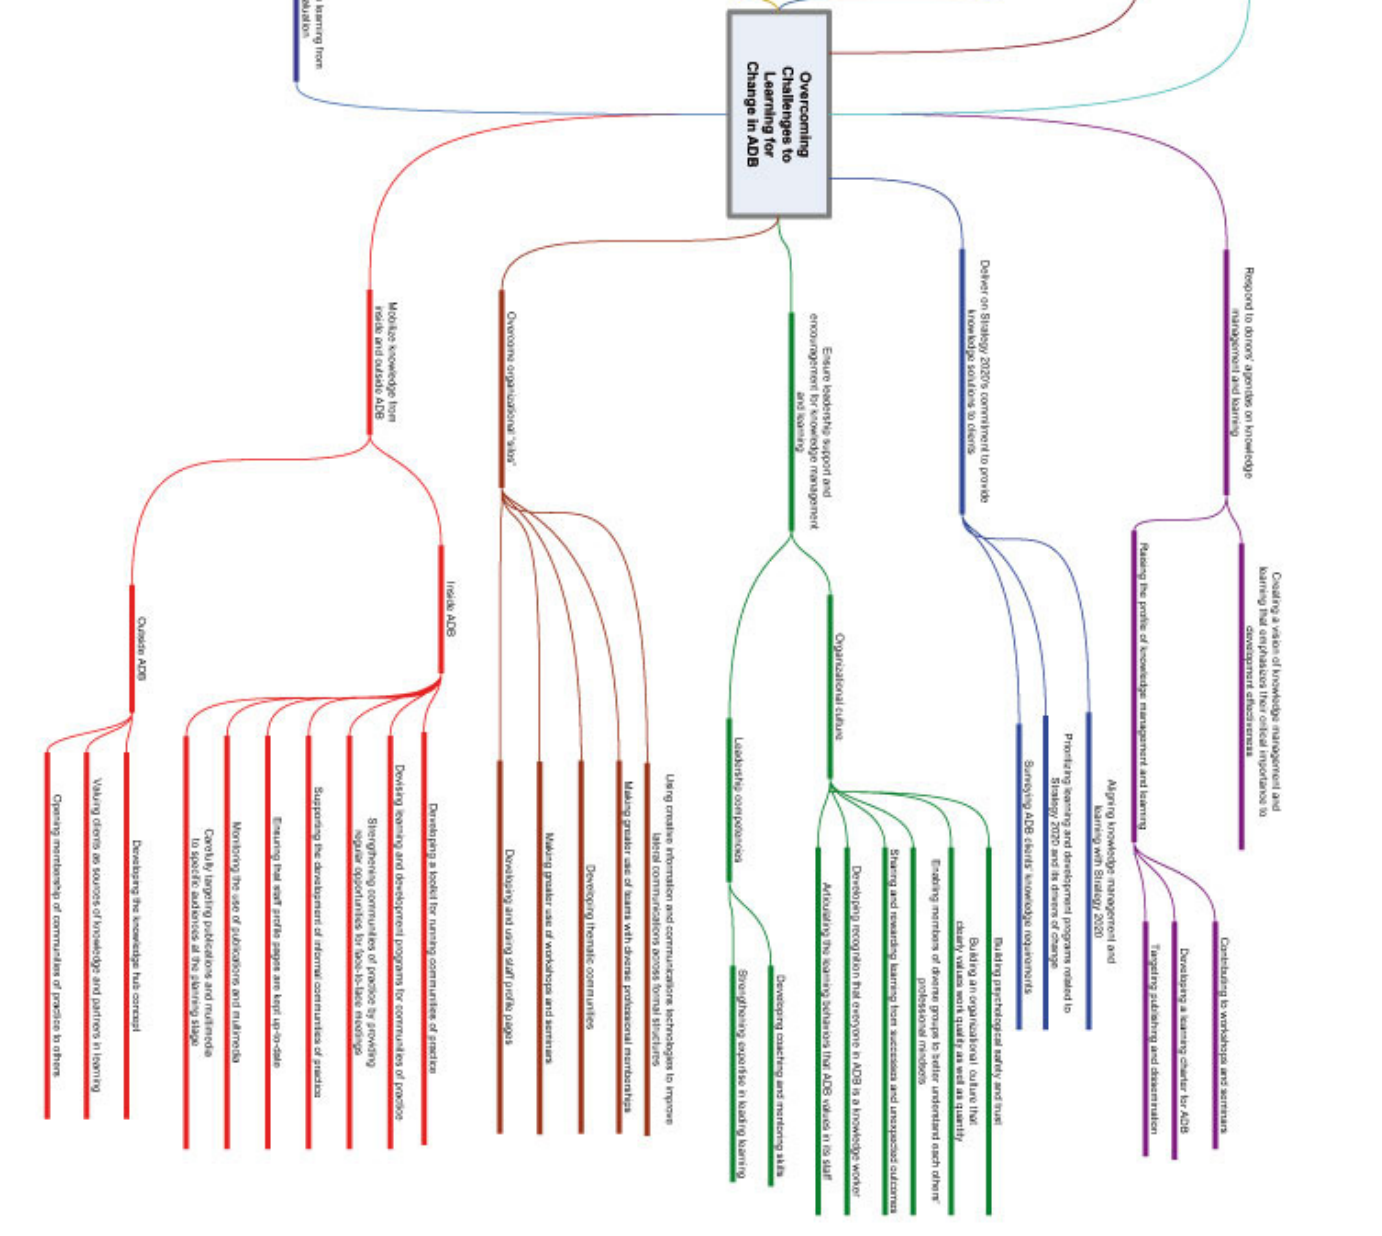 learning from
Overcoming
Challenges to
Learning for
Change in ADB
Respond to donors' agendas on knowledge
management and learning
Creating a vision of knowledge management and
learning that emphasizes their critical importance to
development effectiveness
Raising the profile of knowledge management and learning
Contributing to workshops and seminars
Developing a learning charter for ADB
Targeting publishing and dissemination
Deliver on Strategy 2020's commitment to provide
knowledge solutions to clients
Aligning knowledge management and
learning with Strategy 2020
Prioritizing learning and development programs related to
Strategy 2020 and its drivers of change
Surveying ADB clients' knowledge requirements
Ensure leadership support and
encouragement for knowledge management
and learning
Organizational culture
Building psychological safety and trust
Building an organizational culture that
clearly values work quality as well as quantity
Enabling members of diverse groups to better understand each others'
professional mindsets
Sharing and rewarding learning from successes and unexpected outcomes
Developing recognition that everyone in ADB is a knowledge worker
Articulating the learning behaviors that ADB values in its staff
Leadership competencies
Developing coaching and mentoring skills
Strengthening expertise in leading learning
Overcome organizational "silos"
Using creative information and communications technologies to improve
lateral communications across formal structures
Making greater use of teams with diverse professional memberships
Developing thematic communities
Making greater use of workshops and seminars
Developing and using staff profile pages
Mobilize knowledge from
inside and outside ADB
Inside ADB
Developing a toolkit for running communities of practice
Devising learning and development programs for communities of practice
Strengthening communities of practice by providing
regular opportunities for face-to-face meetings
Supporting the development of informal communities of practice
Ensuring that staff profile pages are kept up-to-date
Monitoring the use of publications and multimedia
Carefully targeting publications and multimedia
to specific audiences at the planning stage
Outside ADB
Developing the knowledge hub concept
Valuing clients as sources of knowledge and partners in learning
Opening membership of communities of practice to others